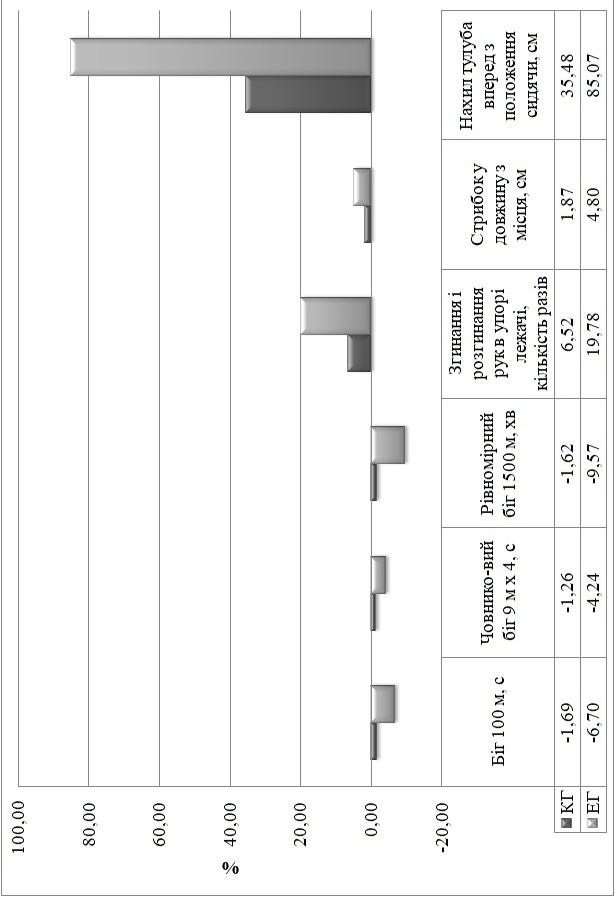 100,00
80,00
60,00
40,00
20,00
0,00
-20,00
%
Біг 100 м, с
Човнико-вий
біг 9 м х 4, с
Рівномірний
біг 1500 м, хв
Згинання і
розгинання
рук в упорі
лежачі,
кількість разів
Стрибок у
довжину з
місця, см
Нахил тулуба
вперед з
положення
сидячи, см
КГ -1,69 -1,26 -1,62 6,52 1,87 35,48
ЕГ -6,70 -4,24 -9,57 19,78 4,80 85,07